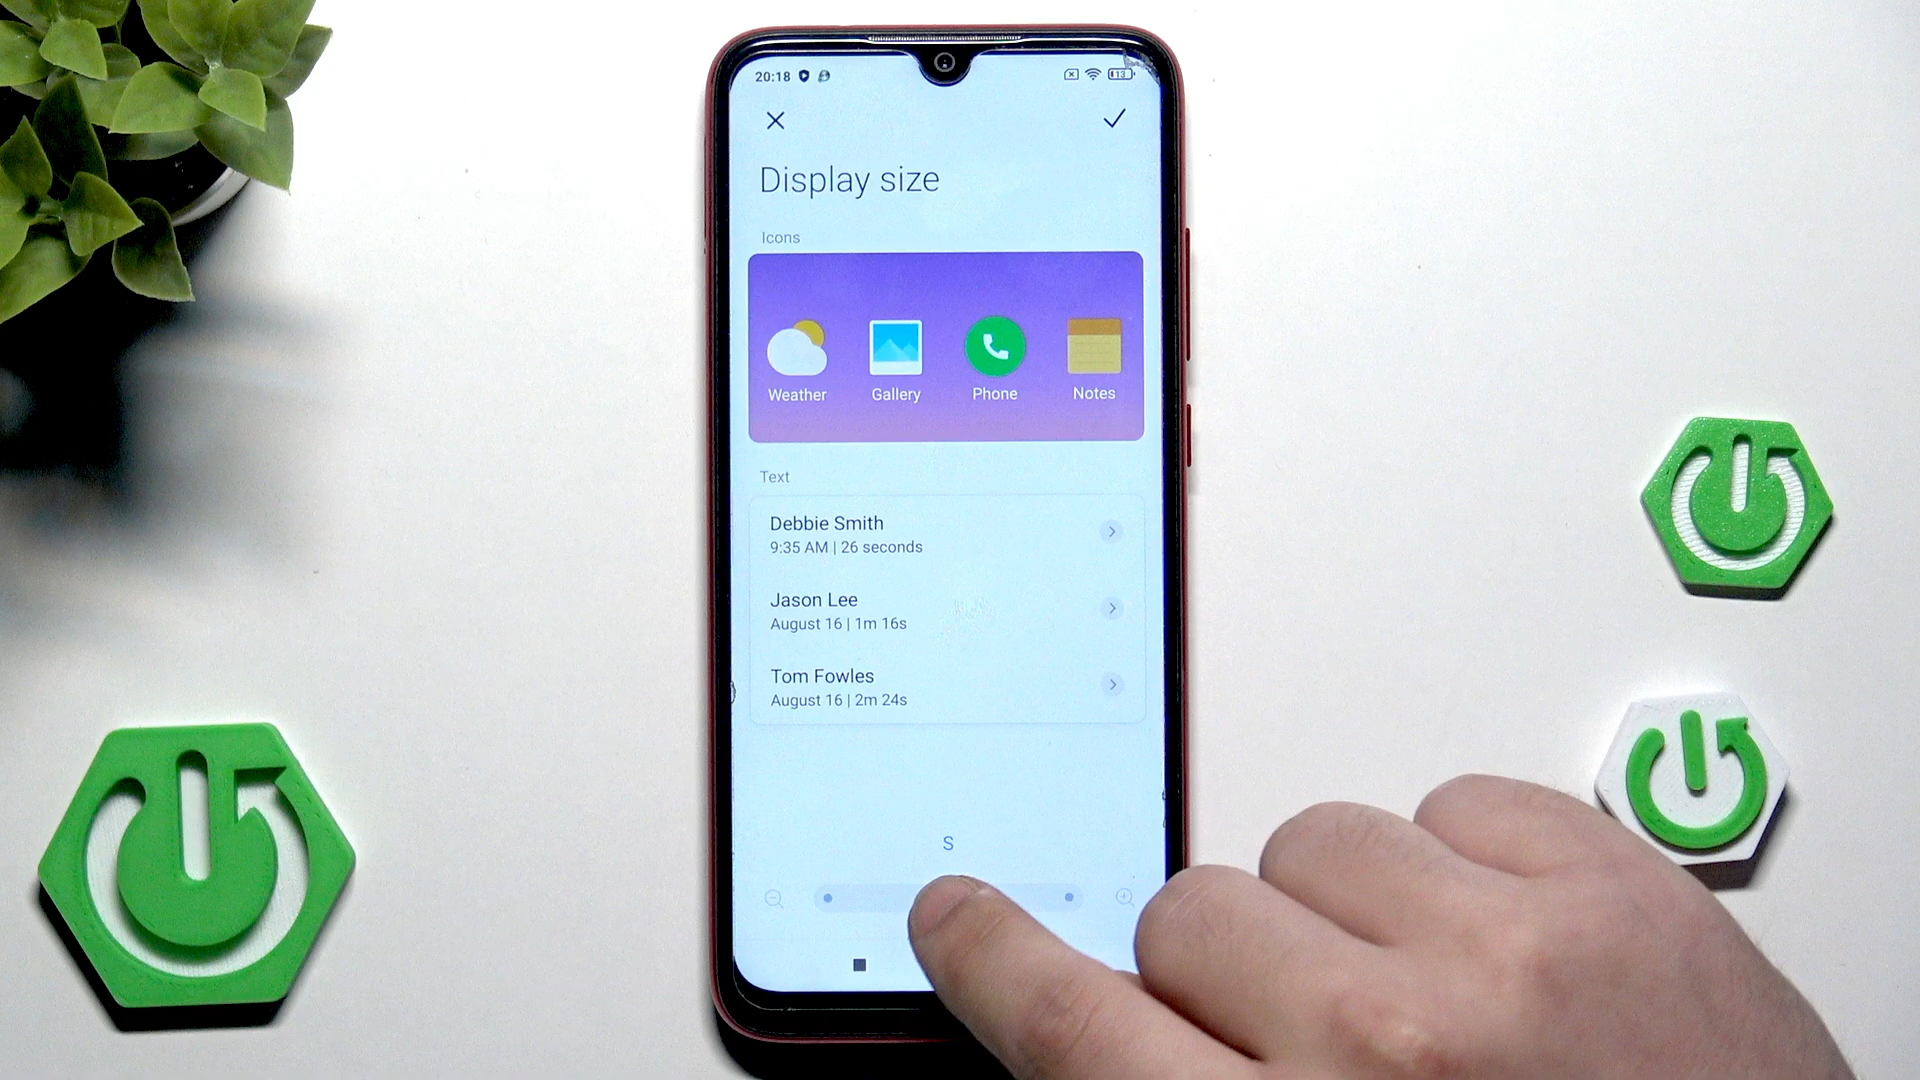 20:18
13
Display size
Icons
Weather Gallery Phone Notes
Text
Debbie Smith
9:35 AM | 26 seconds
Jason Lee
August 16 | 1m 16s
Tom Fowles
August 16 | 2m 24s
S